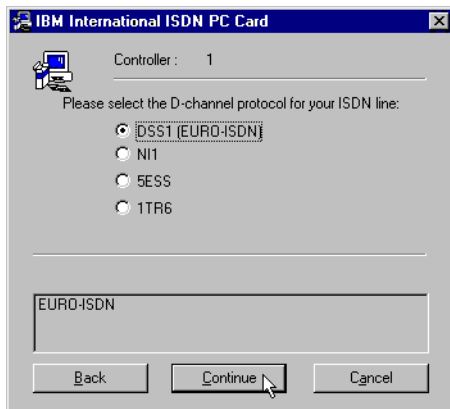 IBM International ISDN PC Card
Controller : 1
Please select the D-channel protocol for your ISDN line:
DSS1 (EURO-ISDN)
NI1
5ESS
1TR6
EURO-ISDN
Back Continue Cancel